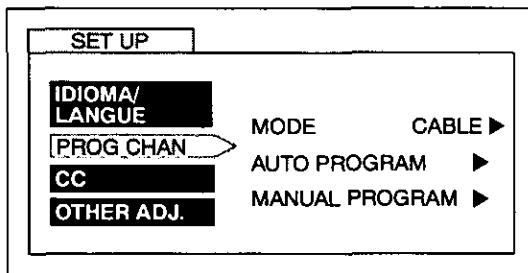 SET UP
IDIOMA/
LANGUE
PROG CHAN
CC
OTHER ADJ.
MODE CABLE ▶
AUTO PROGRAM ▶
MANUAL PROGRAM ▶